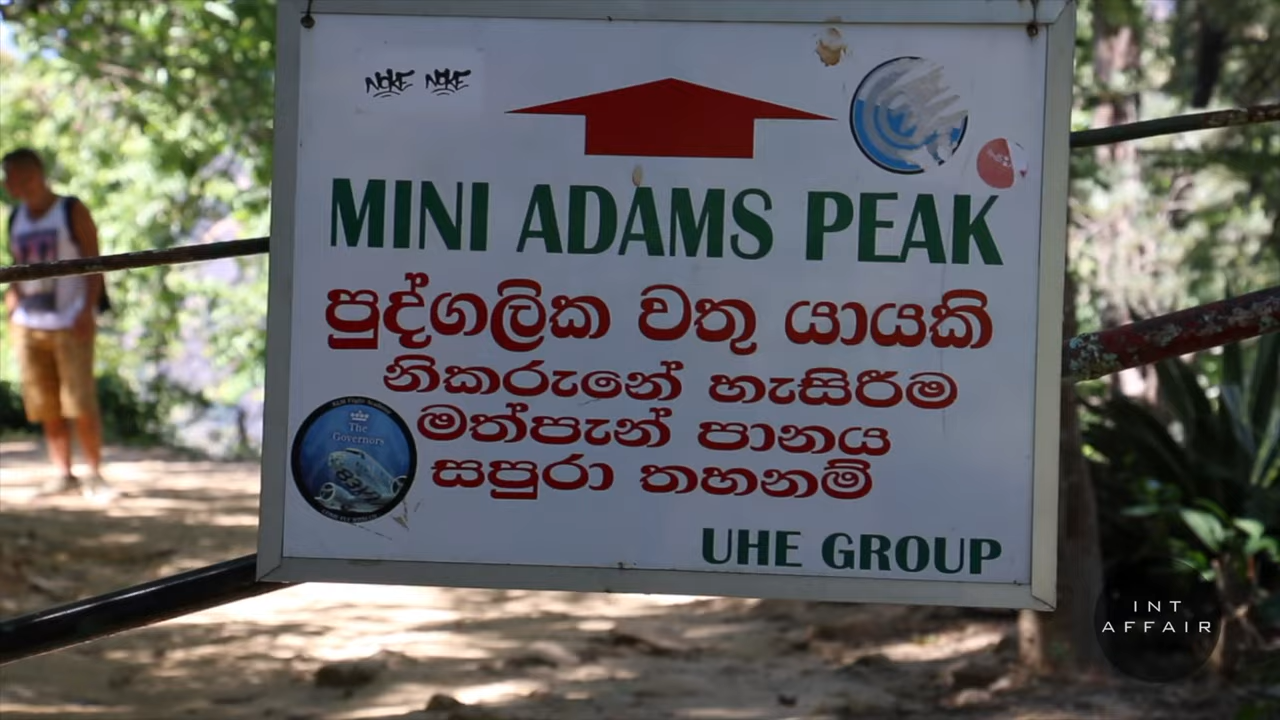 NOKE NOKE
MINI ADAMS PEAK
පුද්ගලික වතු යායකි
නිකරුනේ හැසිරීම
මත්පැන් පානය
සපුරා තහනම්
The
Governors
UHE GROUP
INT
AFFAIR